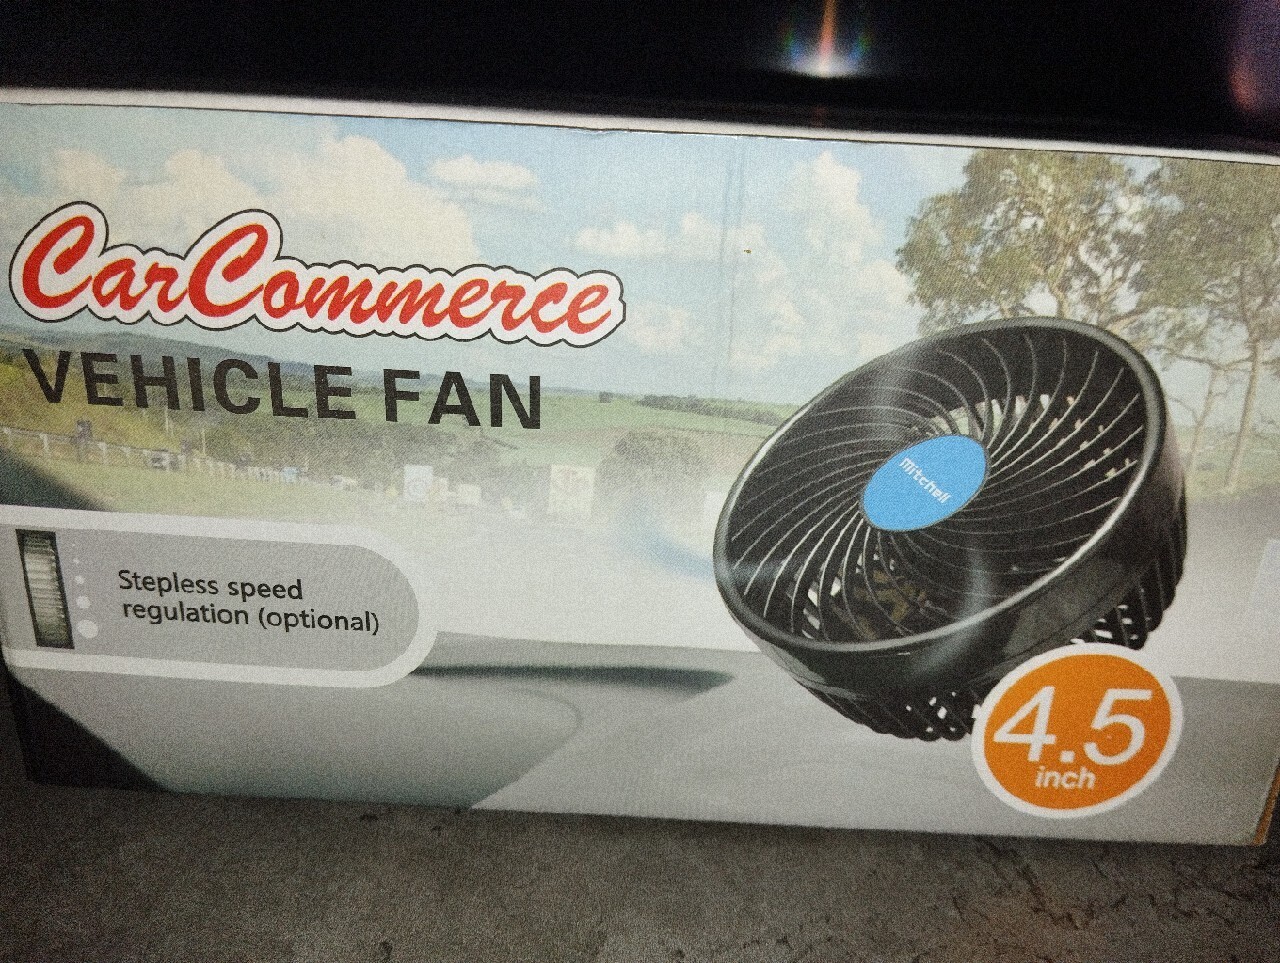 CarCommerce
VEHICLE FAN
Stepless speed
regulation (optional)
Mitchell
4.5
inch